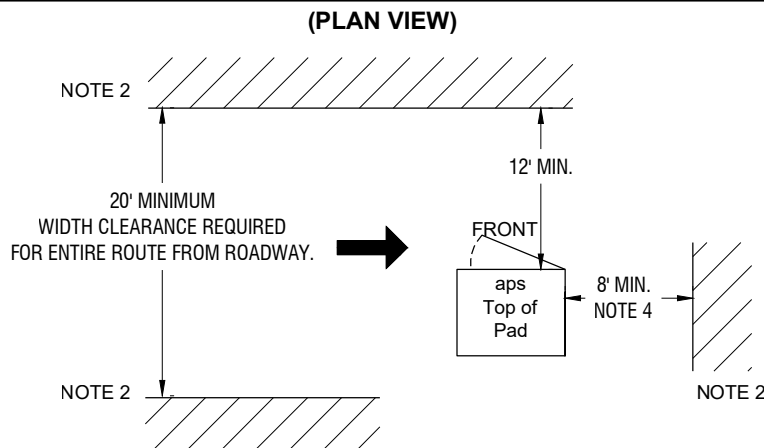 (PLAN VIEW)
NOTE 2
12' MIN.
20' MINIMUM
WIDTH CLEARANCE REQUIRED
FOR ENTIRE ROUTE FROM ROADWAY.
FRONT
aps
Top of
Pad
8' MIN.
NOTE 4
NOTE 2
NOTE 2